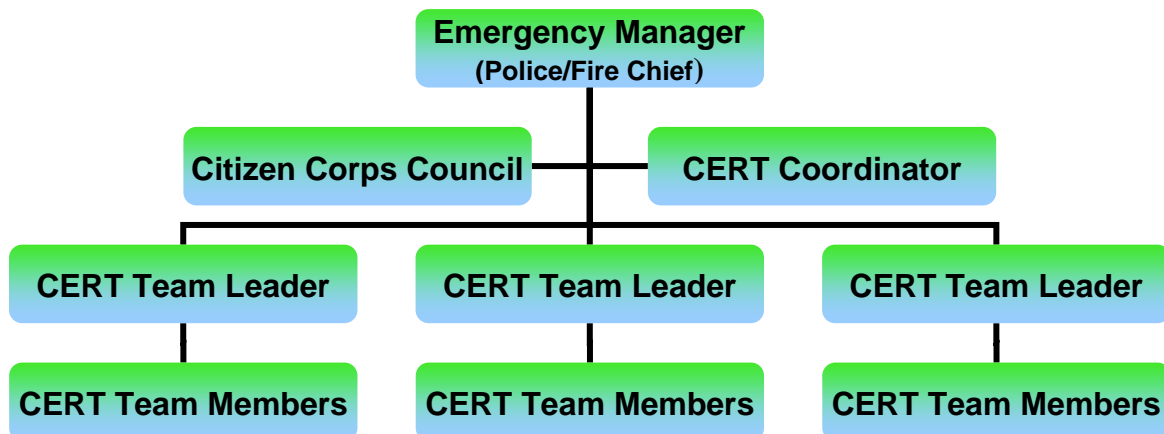 Emergency Manager
(Police/Fire Chief)
Citizen Corps Council
CERT Coordinator
CERT Team Leader
CERT Team Leader
CERT Team Leader
CERT Team Members
CERT Team Members
CERT Team Members